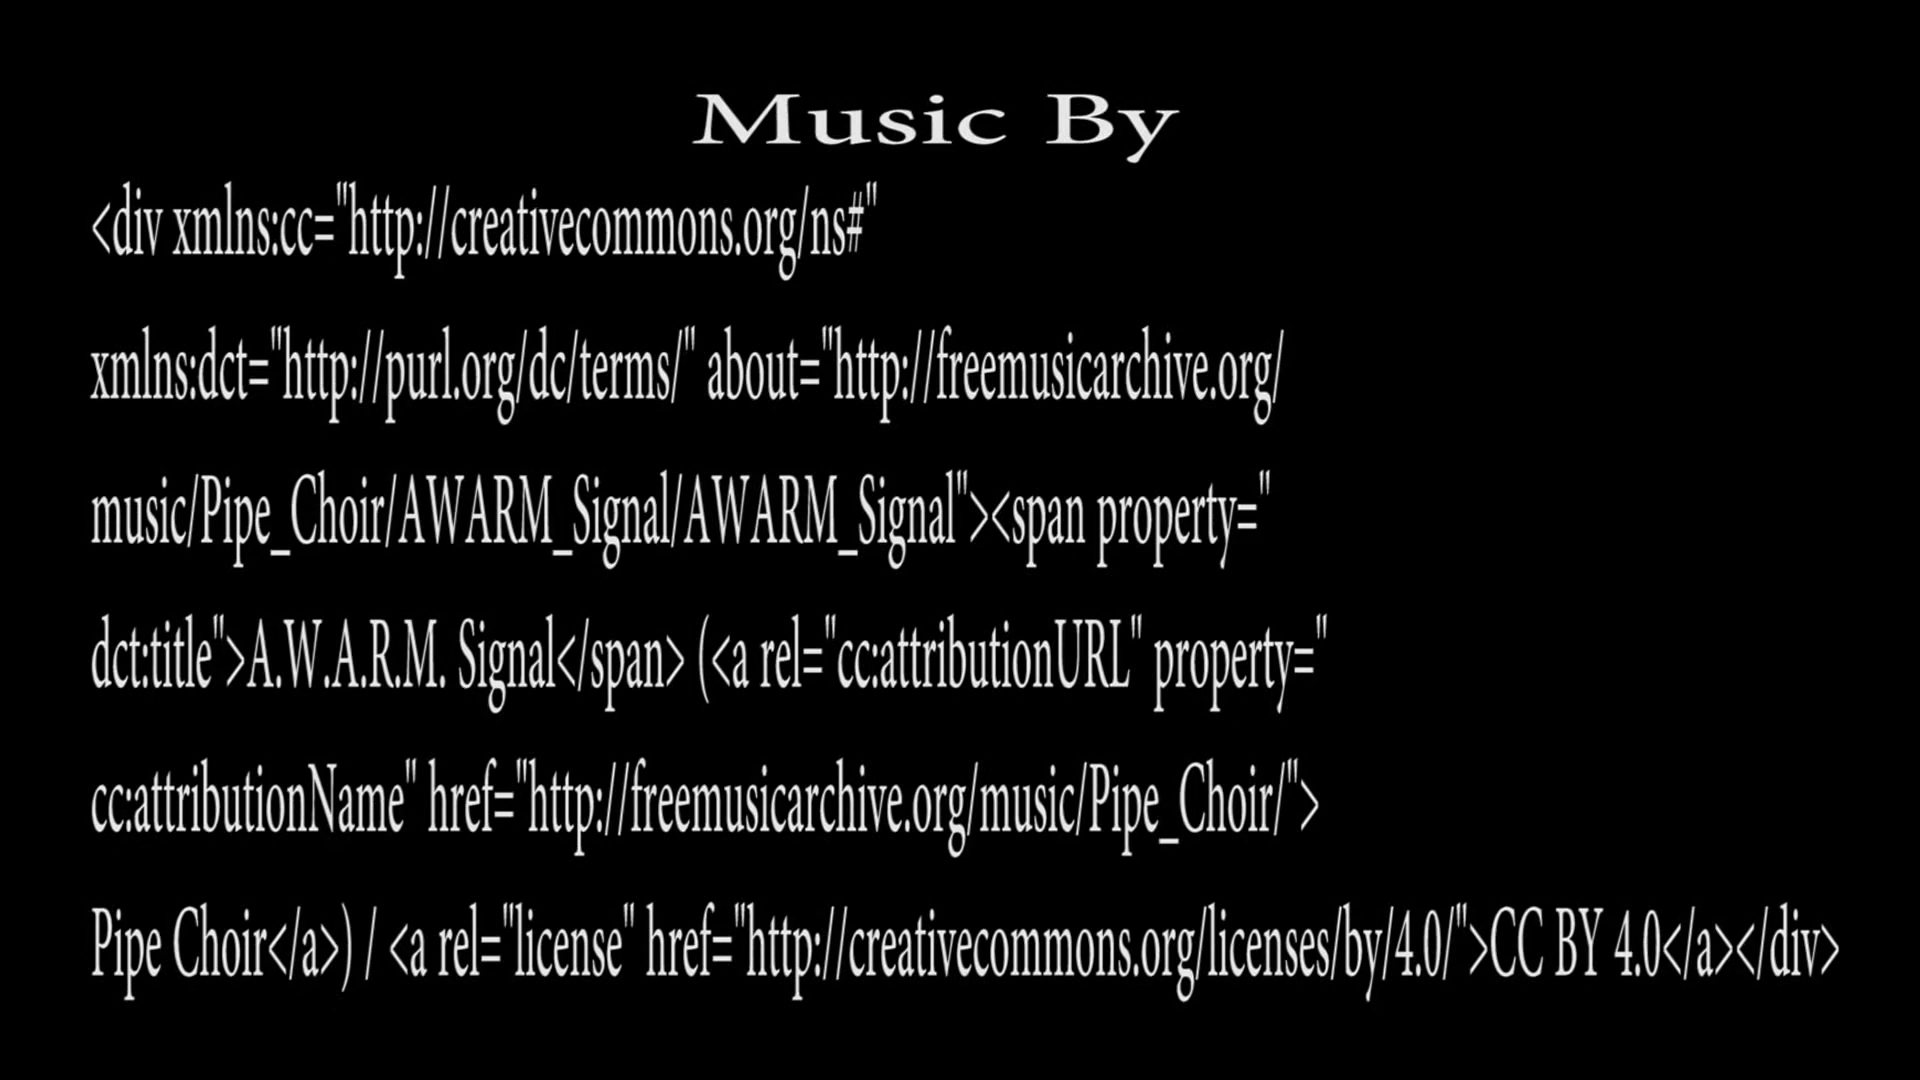 Music By
<div xmlns:cc="http://creativecommons.org/ns#"
xmlns:dct="http://purl.org/dc/terms/" about="http://freemusicarchive.org/
music/Pipe_Choir/AWARM_Signal/AWARM_Signal"><span property="
dct:title">A.W.A.R.M. Signal</span> (<a rel="cc:attributionURL" property="
cc:attributionName" href="http://freemusicarchive.org/music/Pipe_Choir/">
Pipe Choir</a>) / <a rel="license" href="http://creativecommons.org/licenses/by/4.0/">CC BY 4.0</a></div>